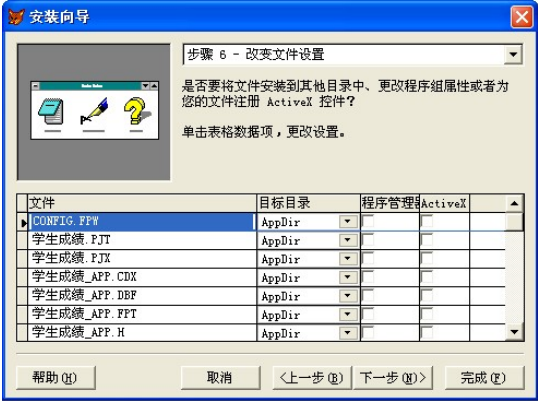 安装向导
步骤 6 - 改变文件设置
是否要将文件安装到其他目录中、更改程序组属性或者为
您的文件注册 ActiveX 控件？
单击表格数据项，更改设置。
文件 目标目录 程序管理 ActiveX
CONFIG.FPW AppDir
学生成绩.PJT AppDir
学生成绩.PJX AppDir
学生成绩_APP.CDX AppDir
学生成绩_APP.DBF AppDir
学生成绩_APP.FPT AppDir
学生成绩_APP.H AppDir
帮助(H) 取消 <上一步(B) 下一步(N)> 完成(F)